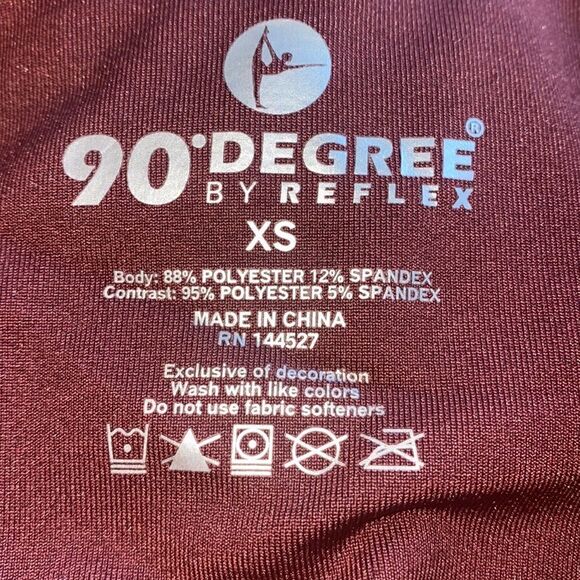 90°DEGREE®
BY REFLEX
XS
Body: 88% POLYESTER 12% SPANDEX
Contrast: 95% POLYESTER 5% SPANDEX
MADE IN CHINA
RN 144527
Exclusive of decoration
Wash with like colors
Do not use fabric softeners